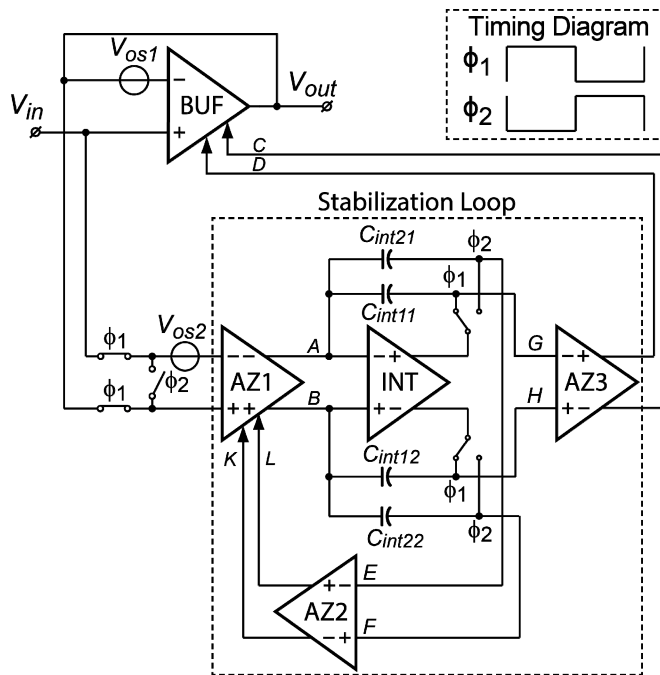 Timing Diagram
ϕ1
ϕ2
Vos1
BUF
Vout
Vin
C
D
Stabilization Loop
Cint21
ϕ2
ϕ1
Cint11
ϕ1
Vos2
A
G
AZ1
INT
AZ3
ϕ2
ϕ1
B
H
K
L
Cint12
ϕ1
Cint22
ϕ2
E
AZ2
F
- + - + - - + + - + + - - + + - + - - +